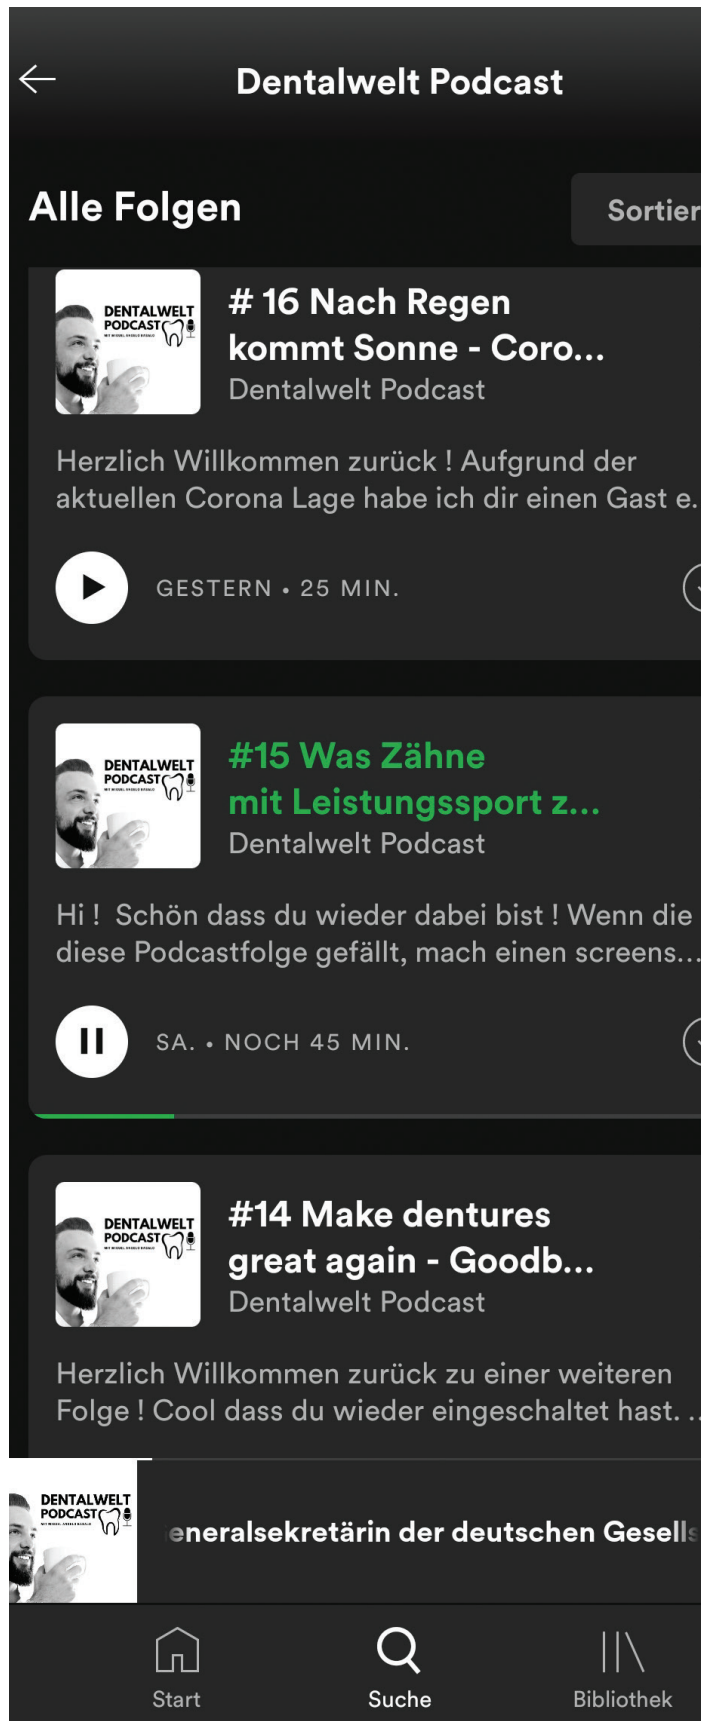 Dentalwelt Podcast
Alle Folgen
Sortier
DENTALWELT
PODCAST
# 16 Nach Regen
kommt Sonne - Coro...
Dentalwelt Podcast
Herzlich Willkommen zurück ! Aufgrund der
aktuellen Corona Lage habe ich dir einen Gast e.
GESTERN • 25 MIN.
DENTALWELT
PODCAST
#15 Was Zähne
mit Leistungssport z...
Dentalwelt Podcast
Hi ! Schön dass du wieder dabei bist ! Wenn die
diese Podcastfolge gefällt, mach einen screens...
SA. • NOCH 45 MIN.
DENTALWELT
PODCAST
#14 Make dentures
great again - Goodb...
Dentalwelt Podcast
Herzlich Willkommen zurück zu einer weiteren
Folge ! Cool dass du wieder eingeschaltet hast. ..
DENTALWELT
PODCAST
eneralsekretärin der deutschen Gesells
Start
Suche
Bibliothek